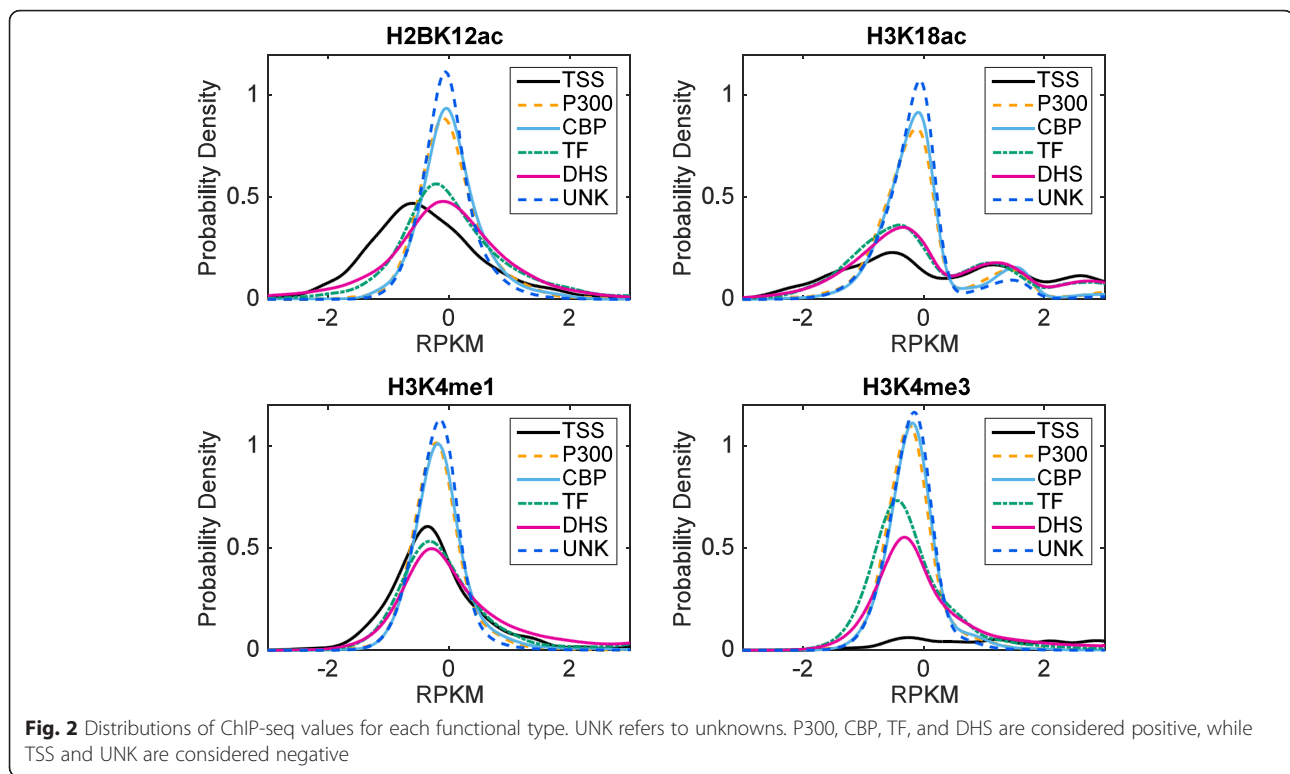 H2BK12ac
Probability Density
1
0.5
0
-2
0
2
RPKM
TSS
P300
CBP
TF
DHS
UNK
H3K18ac
Probability Density
1
0.5
0
-2
0
2
RPKM
TSS
P300
CBP
TF
DHS
UNK
H3K4me1
Probability Density
1
0.5
0
-2
0
2
RPKM
TSS
P300
CBP
TF
DHS
UNK
H3K4me3
Probability Density
1
0.5
0
-2
0
2
RPKM
TSS
P300
CBP
TF
DHS
UNK
Fig. 2 Distributions of ChIP-seq values for each functional type. UNK refers to unknowns. P300, CBP, TF, and DHS are considered positive, while
TSS and UNK are considered negative